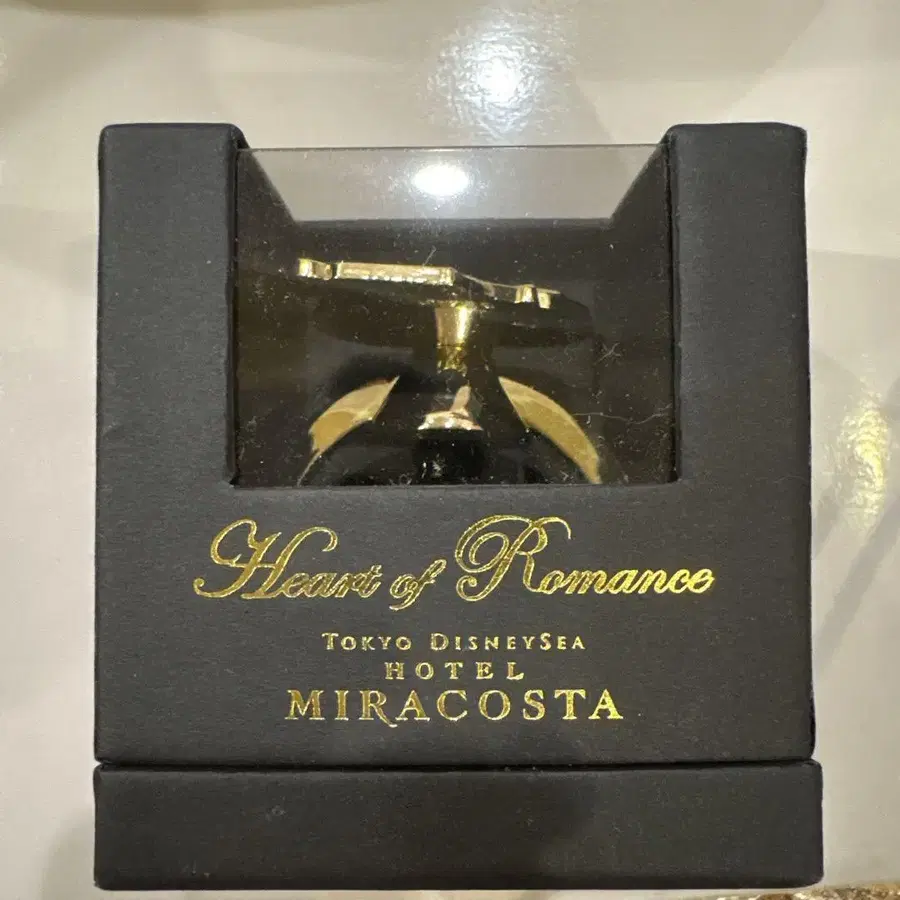 Heart of Romance
TOKYO DISNEYSEA
HOTEL
MIRACOSTA